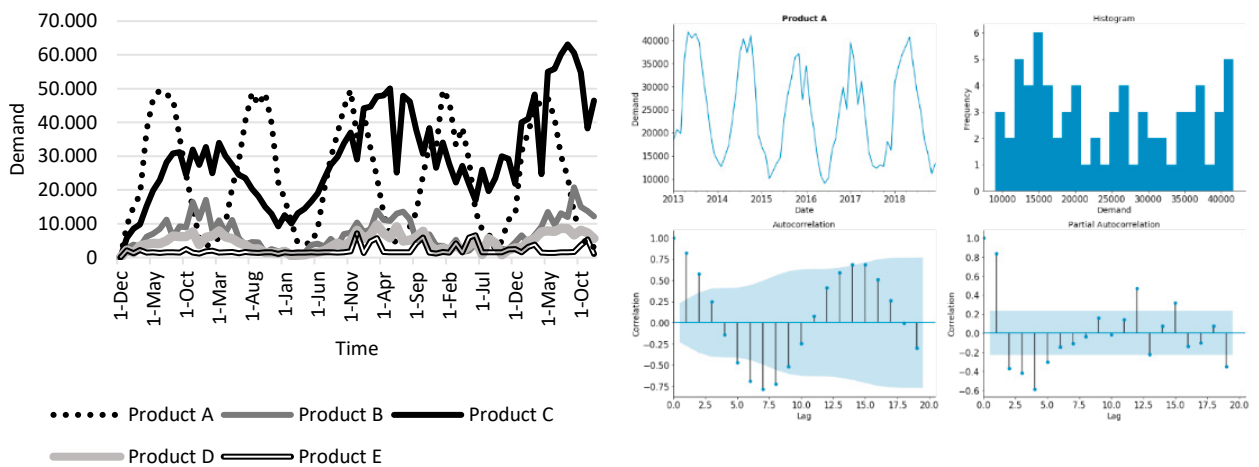 70.000
60.000
50.000
40.000
30.000
20.000
10.000
0
Demand
1-Dec
1-May
1-Oct
1-Mar
1-Aug
1-Jan
1-Jun
1-Nov
1-Apr
1-Sep
1-Feb
1-Jul
1-Dec
1-May
1-Oct
Time
Product A
Product B
Product C
Product D
Product E
Product A
40000
35000
30000
25000
20000
15000
10000
Demand
2013
2014
2015
2016
2017
2018
Date
Histogram
6
5
4
3
2
1
0
Frequency
10000
15000
20000
25000
30000
35000
40000
Demand
Autocorrelation
1.00
0.75
0.50
0.25
0.00
−0.25
−0.50
−0.75
Correlation
0.0
2.5
5.0
7.5
10.0
12.5
15.0
17.5
20.0
Lag
Partial Autocorrelation
1.0
0.8
0.6
0.4
0.2
0.0
−0.2
−0.4
−0.6
Correlation
0.0
2.5
5.0
7.5
10.0
12.5
15.0
17.5
20.0
Lag